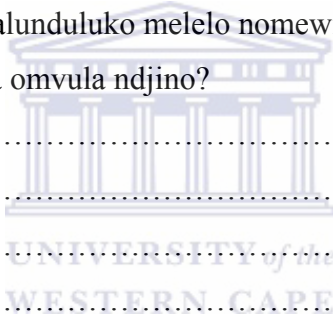 alunduluko melelo nomew
omvula ndjino?
………………………………
………………………………
………………………………
UNIVERSITY of the
………………………………
WESTERN CAPE